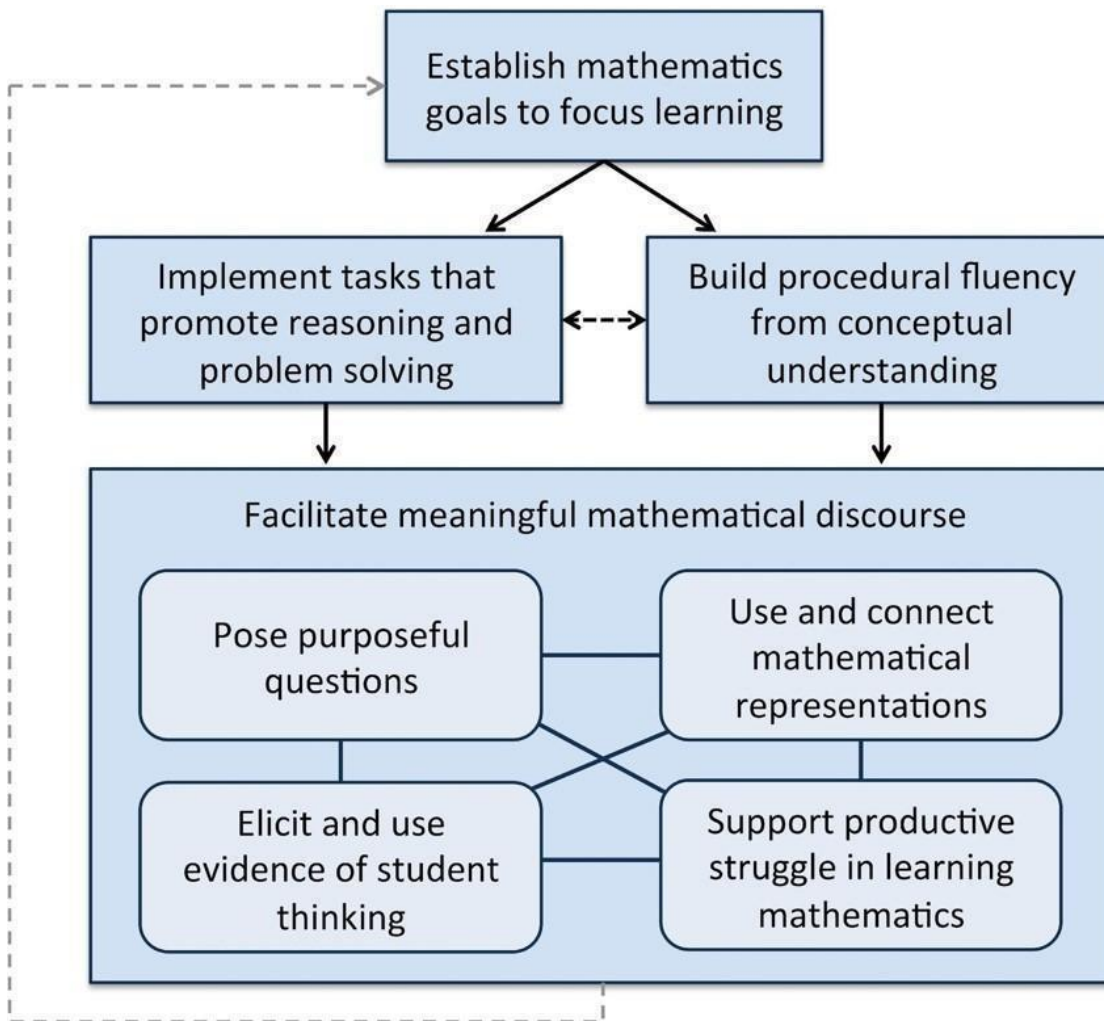 Establish mathematics
goals to focus learning
Implement tasks that
promote reasoning and
problem solving
Build procedural fluency
from conceptual
understanding
Facilitate meaningful mathematical discourse
Pose purposeful
questions
Use and connect
mathematical
representations
Elicit and use
evidence of student
thinking
Support productive
struggle in learning
mathematics